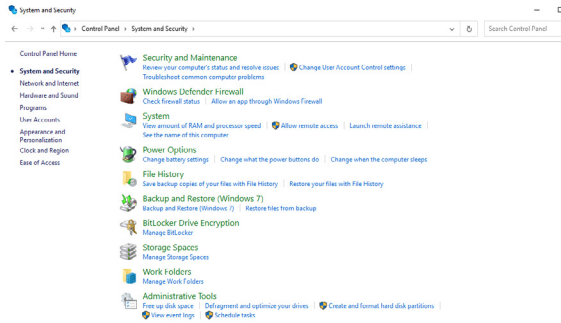 System and Security
Control Panel > System and Security >
Search Control Panel
Control Panel Home
System and Security
Network and Internet
Hardware and Sound
Programs
User Accounts
Appearance and
Personalization
Clock and Region
Ease of Access
Security and Maintenance
Review your computer's status and resolve issues | Change User Account Control settings |
Troubleshoot common computer problems
Windows Defender Firewall
Check firewall status | Allow an app through Windows Firewall
System
View amount of RAM and processor speed | Allow remote access | Launch remote assistance |
See the name of this computer
Power Options
Change battery settings | Change what the power buttons do | Change when the computer sleeps
File History
Save backup copies of your files with File History | Restore your files with File History
Backup and Restore (Windows 7)
Backup and Restore (Windows 7) | Restore files from backup
BitLocker Drive Encryption
Manage BitLocker
Storage Spaces
Manage Storage Spaces
Work Folders
Manage Work Folders
Administrative Tools
Free up disk space | Defragment and optimize your drives | Create and format hard disk partitions |
View event logs | Schedule tasks